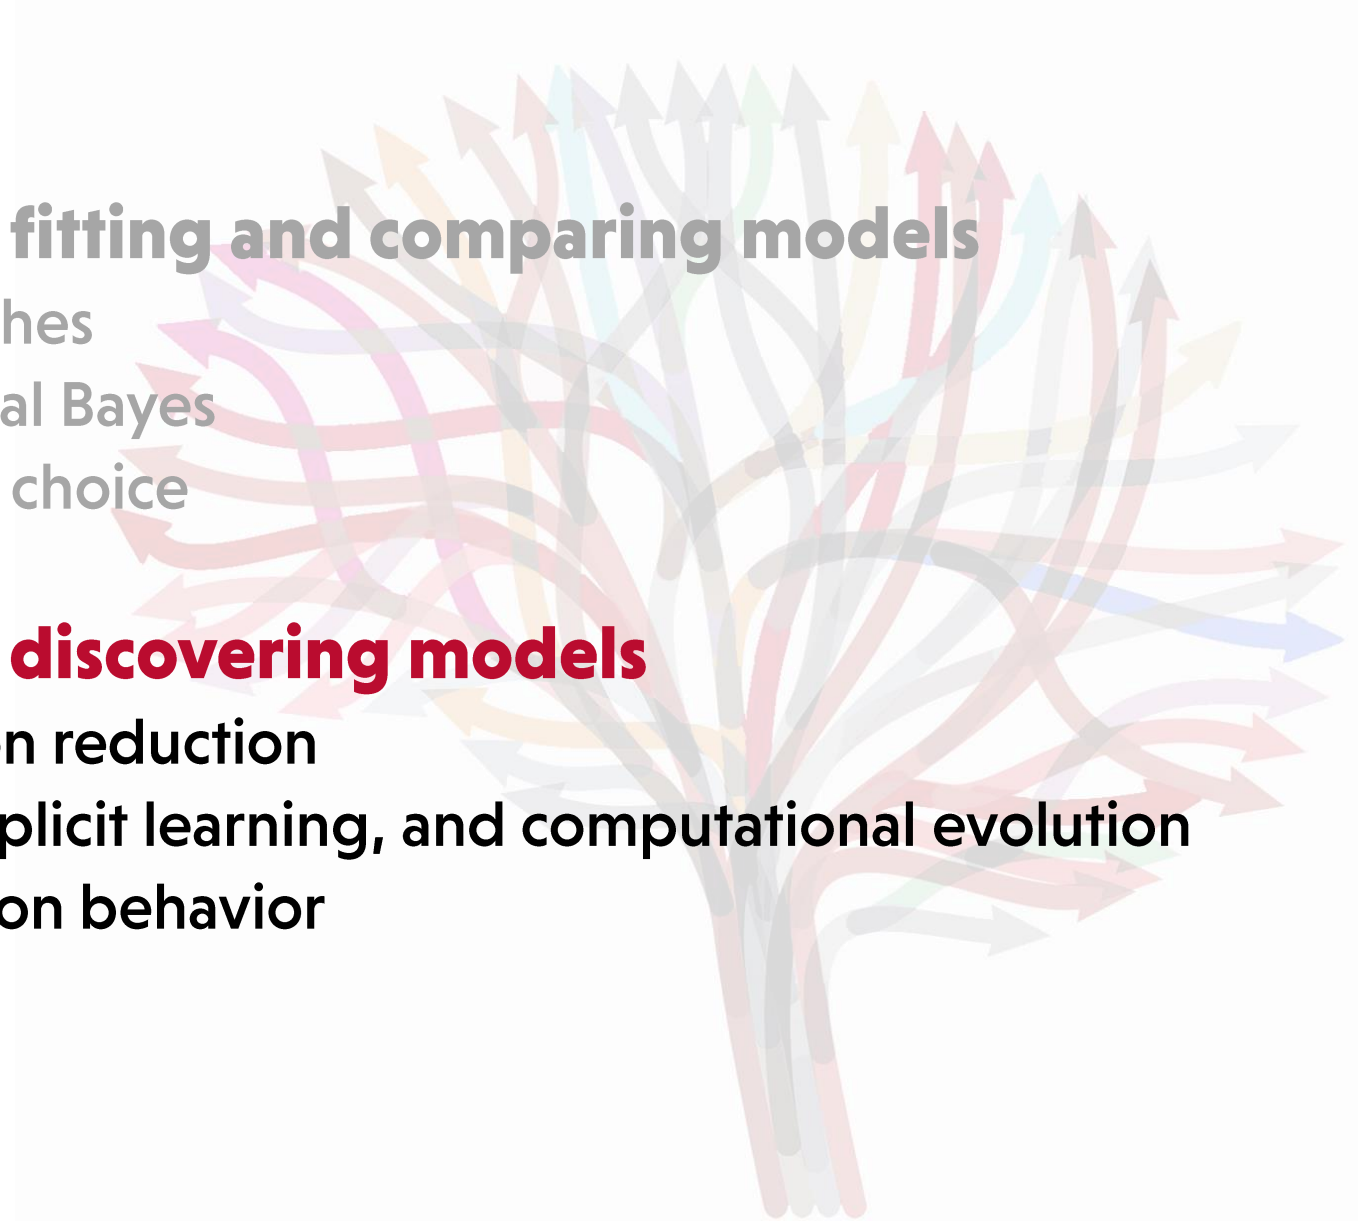 fitting and comparing models
hes
al Bayes
choice
discovering models
n reduction
plicit learning, and computational evolution
on behavior